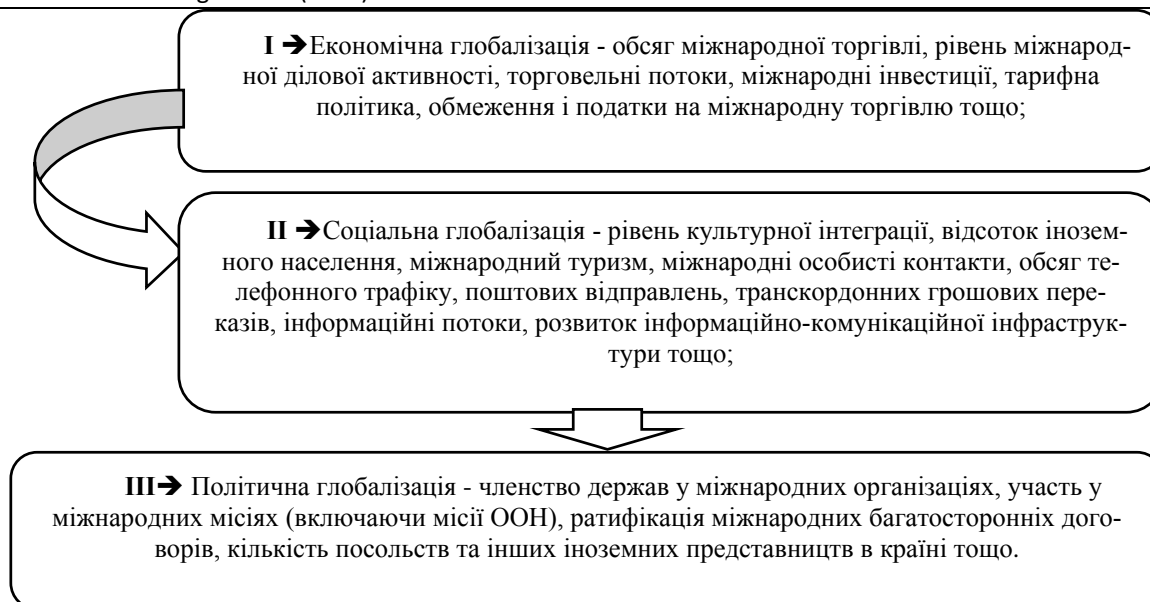 I ➔Економічна глобалізація - обсяг міжнародної торгівлі, рівень міжнарод-
ної ділової активності, торговельні потоки, міжнародні інвестиції, тарифна
політика, обмеження і податки на міжнародну торгівлю тощо;
II ➔Соціальна глобалізація - рівень культурної інтеграції, відсоток інозем-
ного населення, міжнародний туризм, міжнародні особисті контакти, обсяг те-
лефонного трафіку, поштових відправлень, транскордонних грошових пере-
казів, інформаційні потоки, розвиток інформаційно-комунікаційної інфраструк-
тури тощо;
III➔ Політична глобалізація - членство держав у міжнародних організаціях, участь у
міжнародних місіях (включаючи місії ООН), ратифікація міжнародних багатосторонніх дого-
ворів, кількість посольств та інших іноземних представництв в країні тощо.